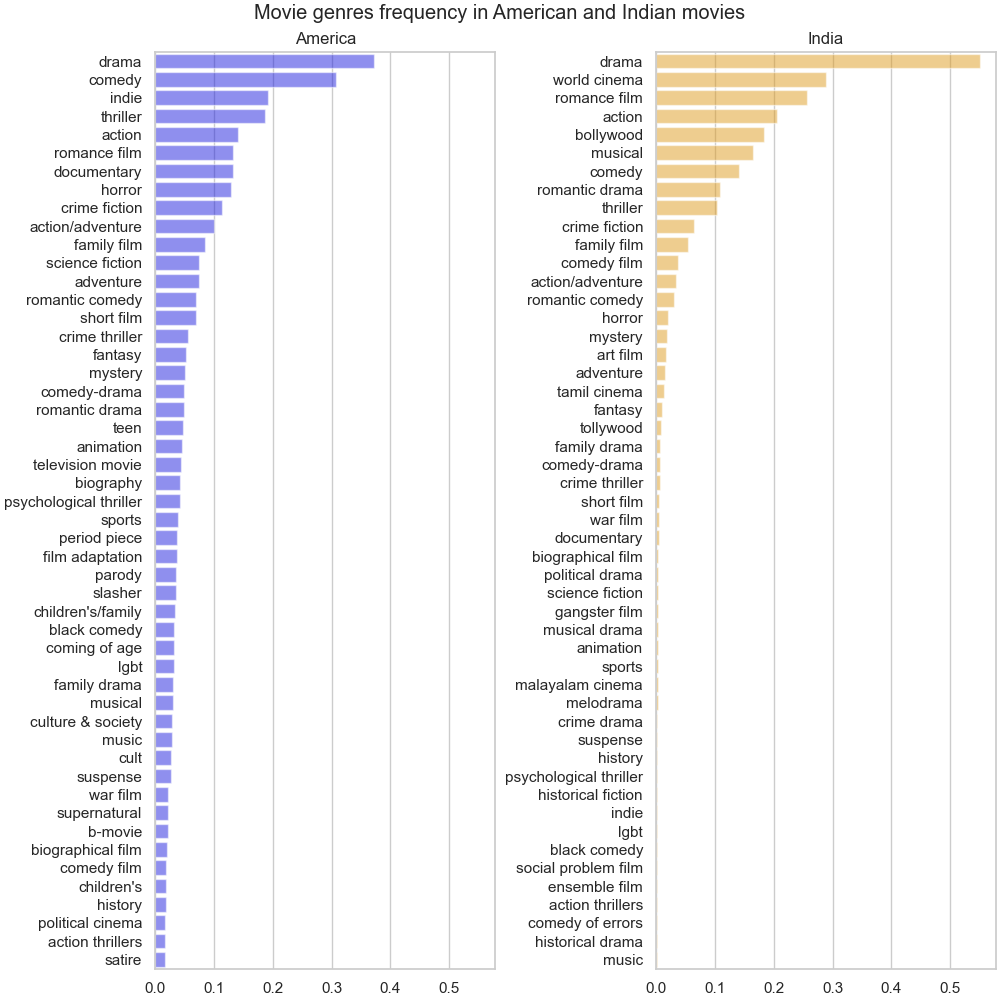 Movie genres frequency in American and Indian movies
America
drama
comedy
indie
thriller
action
romance film
documentary
horror
crime fiction
action/adventure
family film
science fiction
adventure
romantic comedy
short film
crime thriller
fantasy
mystery
comedy-drama
romantic drama
teen
animation
television movie
biography
psychological thriller
sports
period piece
film adaptation
parody
slasher
children's/family
black comedy
coming of age
lgbt
family drama
musical
culture & society
music
cult
suspense
war film
supernatural
b-movie
biographical film
comedy film
children's
history
political cinema
action thrillers
satire
0.0 0.1 0.2 0.3 0.4 0.5
India
drama
world cinema
romance film
action
bollywood
musical
comedy
romantic drama
thriller
crime fiction
family film
comedy film
action/adventure
romantic comedy
horror
mystery
art film
adventure
tamil cinema
fantasy
tollywood
family drama
comedy-drama
crime thriller
short film
war film
documentary
biographical film
political drama
science fiction
gangster film
musical drama
animation
sports
malayalam cinema
melodrama
crime drama
suspense
history
psychological thriller
historical fiction
indie
lgbt
black comedy
social problem film
ensemble film
action thrillers
comedy of errors
historical drama
music
0.0 0.1 0.2 0.3 0.4 0.5